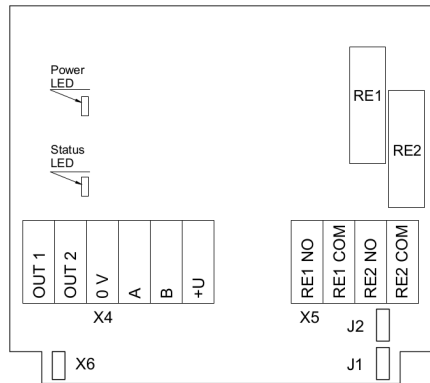 Power
LED
RE1
RE2
Status
LED
OUT 1
OUT 2
0 V
A
B
+U
RE1 NO
RE1 COM
RE2 NO
RE2 COM
X4
X5
J2
X6
J1